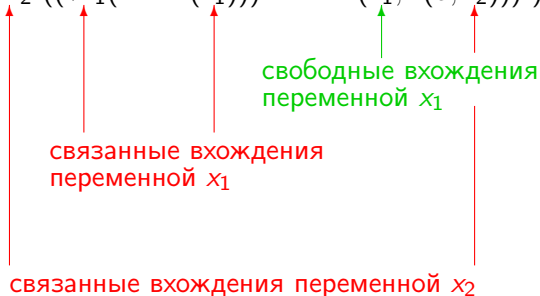 свободные вхождения
переменной x₁
связанные вхождения
переменной x₁
связанные вхождения переменной x₂